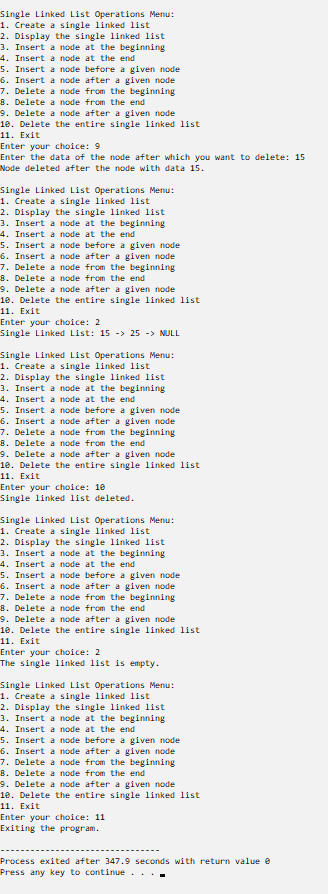 Single Linked List Operations Menu:
1. Create a single linked list
2. Display the single linked list
3. Insert a node at the beginning
4. Insert a node at the end
5. Insert a node before a given node
6. Insert a node after a given node
7. Delete a node from the beginning
8. Delete a node from the end
9. Delete a node after a given node
10. Delete the entire single linked list
11. Exit
Enter your choice: 9
Enter the data of the node after which you want to delete: 15
Node deleted after the node with data 15.

Single Linked List Operations Menu:
1. Create a single linked list
2. Display the single linked list
3. Insert a node at the beginning
4. Insert a node at the end
5. Insert a node before a given node
6. Insert a node after a given node
7. Delete a node from the beginning
8. Delete a node from the end
9. Delete a node after a given node
10. Delete the entire single linked list
11. Exit
Enter your choice: 2
Single Linked List: 15 -> 25 -> NULL

Single Linked List Operations Menu:
1. Create a single linked list
2. Display the single linked list
3. Insert a node at the beginning
4. Insert a node at the end
5. Insert a node before a given node
6. Insert a node after a given node
7. Delete a node from the beginning
8. Delete a node from the end
9. Delete a node after a given node
10. Delete the entire single linked list
11. Exit
Enter your choice: 10
Single linked list deleted.

Single Linked List Operations Menu:
1. Create a single linked list
2. Display the single linked list
3. Insert a node at the beginning
4. Insert a node at the end
5. Insert a node before a given node
6. Insert a node after a given node
7. Delete a node from the beginning
8. Delete a node from the end
9. Delete a node after a given node
10. Delete the entire single linked list
11. Exit
Enter your choice: 2
The single linked list is empty.

Single Linked List Operations Menu:
1. Create a single linked list
2. Display the single linked list
3. Insert a node at the beginning
4. Insert a node at the end
5. Insert a node before a given node
6. Insert a node after a given node
7. Delete a node from the beginning
8. Delete a node from the end
9. Delete a node after a given node
10. Delete the entire single linked list
11. Exit
Enter your choice: 11
Exiting the program.

--------------------------------
Process exited after 347.9 seconds with return value 0
Press any key to continue . . .